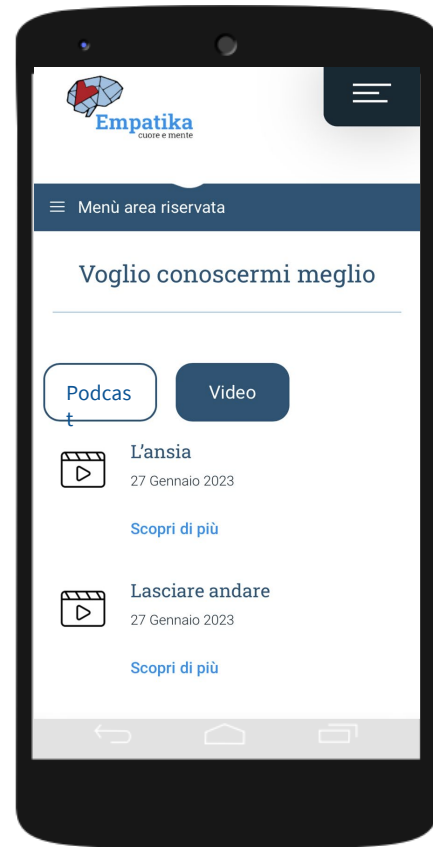 Empatika
cuore e mente
Menù area riservata
Voglio conoscermi meglio
Podcas
t
Video
L'ansia
27 Gennaio 2023
Scopri di più
Lasciare andare
27 Gennaio 2023
Scopri di più